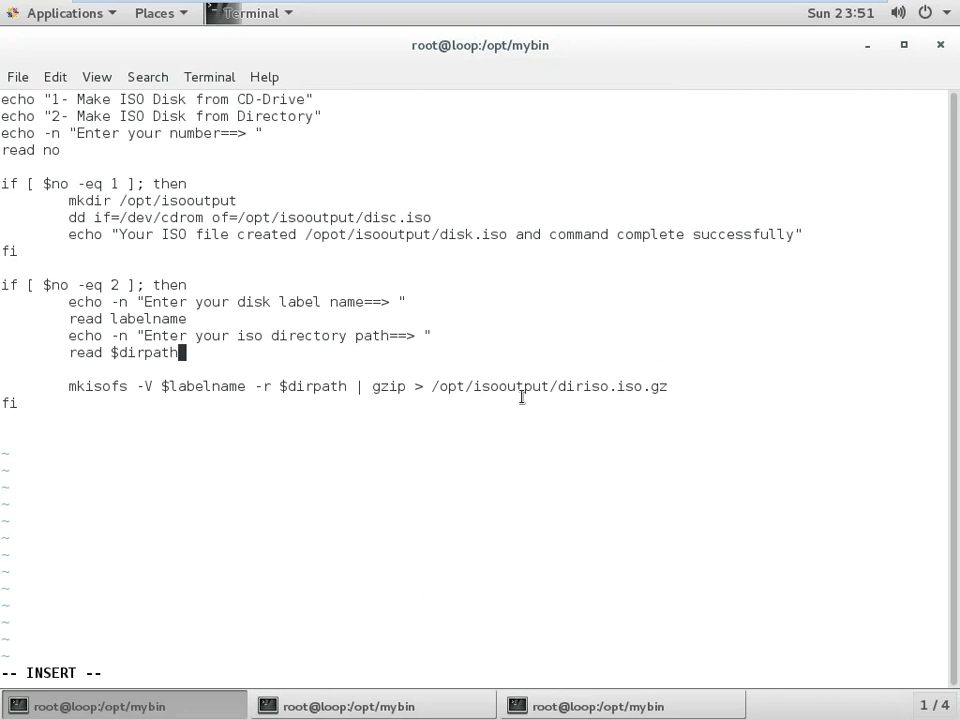 Applications Places Terminal Sun 23:51
root@loop:/opt/mybin
File Edit View Search Terminal Help
echo "1- Make ISO Disk from CD-Drive"
echo "2- Make ISO Disk from Directory"
echo -n "Enter your number==> "
read no
if [ $no -eq 1 ]; then
mkdir /opt/isooutput
dd if=/dev/cdrom of=/opt/isooutput/disc.iso
echo "Your ISO file created /opot/isooutput/disk.iso and command complete successfully"
fi
if [ $no -eq 2 ]; then
echo -n "Enter your disk label name==> "
read labelname
echo -n "Enter your iso directory path==> "
read $dirpath
mkisofs -V $labelname -r $dirpath | gzip > /opt/isooutput/diriso.iso.gz
fi
~
~
~
~
~
~
~
~
~
~
~
~
~
-- INSERT --
root@loop:/opt/mybin root@loop:/opt/mybin root@loop:/opt/mybin 1 / 4